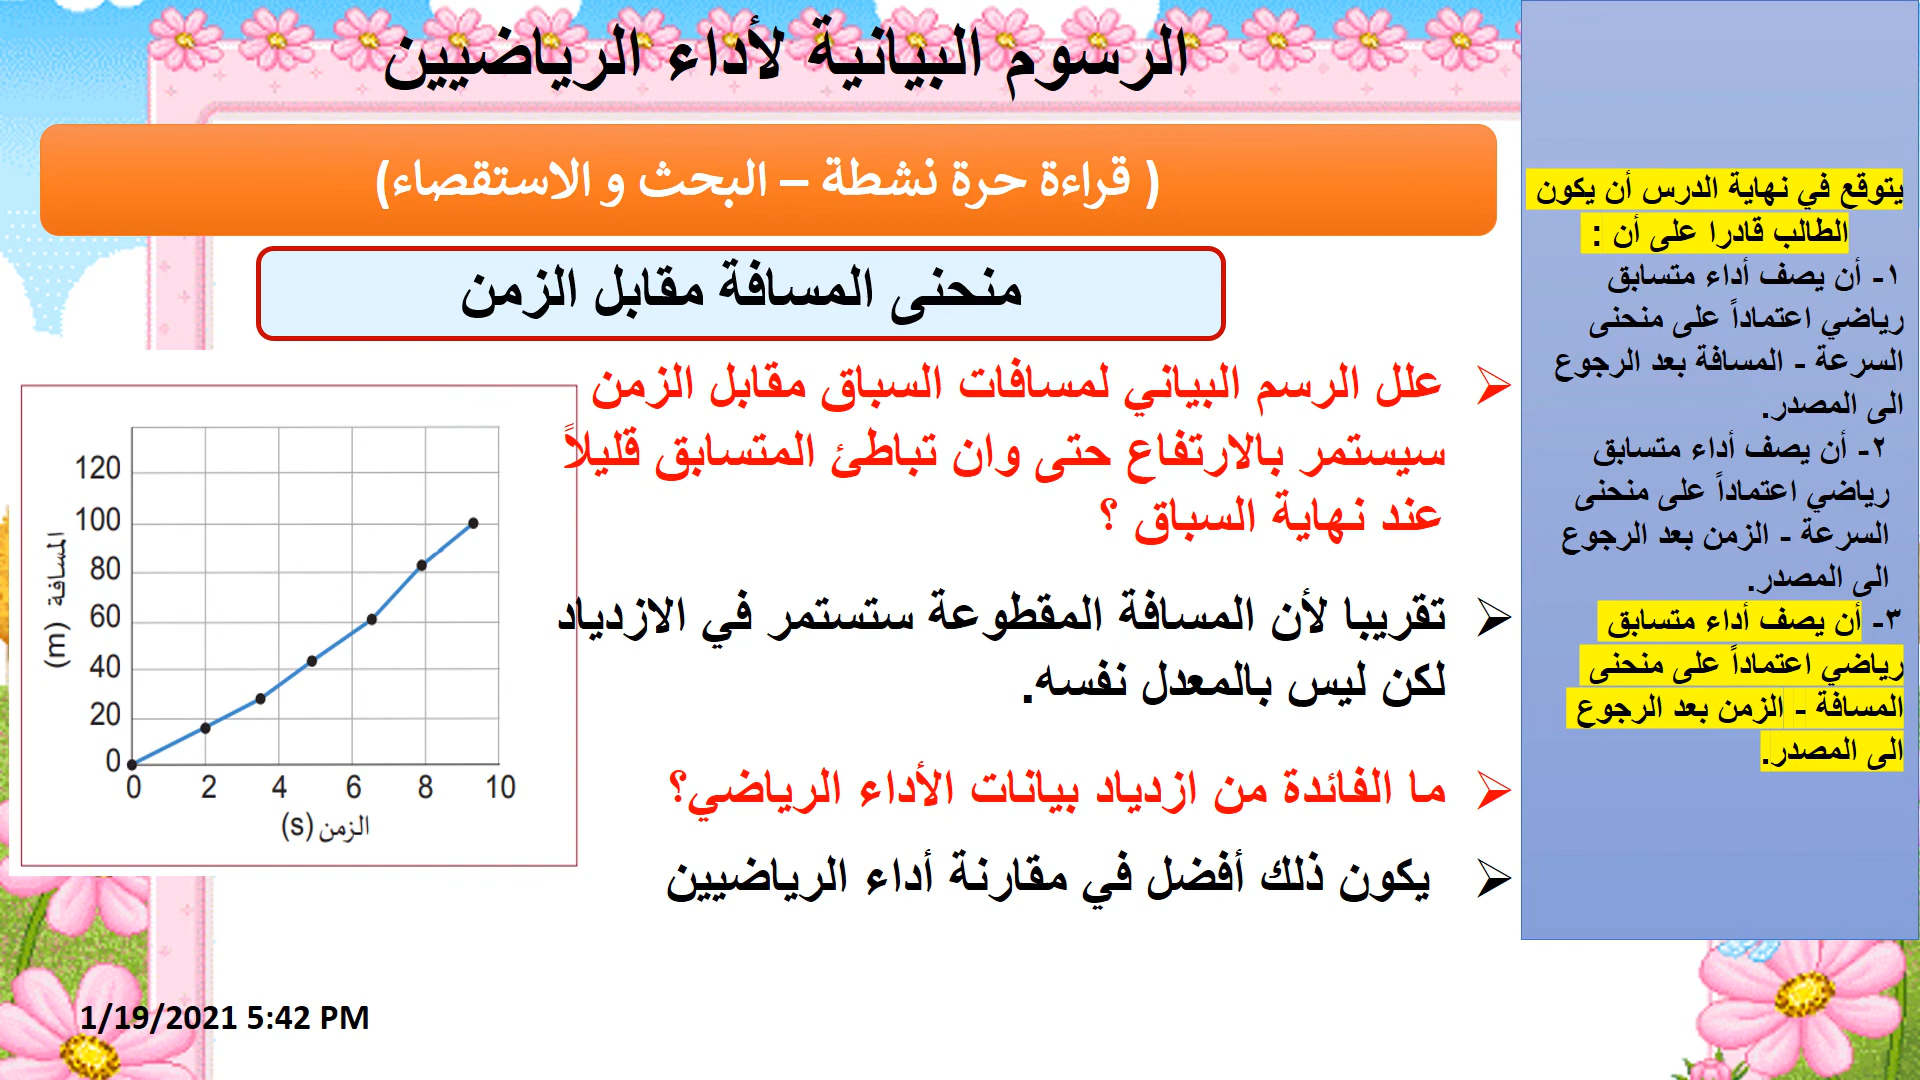 الرسوم البيانية لأداء الرياضيين
( قراءة حرة نشطة – البحث و الاستقصاء)
منحنى المسافة مقابل الزمن
علل الرسم البياني لمسافات السباق مقابل الزمن
سيستمر بالارتفاع حتى وان تباطئ المتسابق قليلاً
عند نهاية السباق ؟
تقريبا لأن المسافة المقطوعة ستستمر في الازدياد
لكن ليس بالمعدل نفسه.
ما الفائدة من ازدياد بيانات الأداء الرياضي؟
يكون ذلك أفضل في مقارنة أداء الرياضيين
يتوقع في نهاية الدرس أن يكون
الطالب قادرا على أن :
١- أن يصف أداء متسابق
رياضي اعتماداً على منحنى
السرعة - المسافة بعد الرجوع
الى المصدر.
٢- أن يصف أداء متسابق
رياضي اعتماداً على منحنى
السرعة - الزمن بعد الرجوع
الى المصدر.
٣- أن يصف أداء متسابق
رياضي اعتماداً على منحنى
المسافة - الزمن بعد الرجوع
الى المصدر.
المسافة (m)
120
100
80
60
40
20
0
0 2 4 6 8 10
الزمن (s)
1/19/2021 5:42 PM